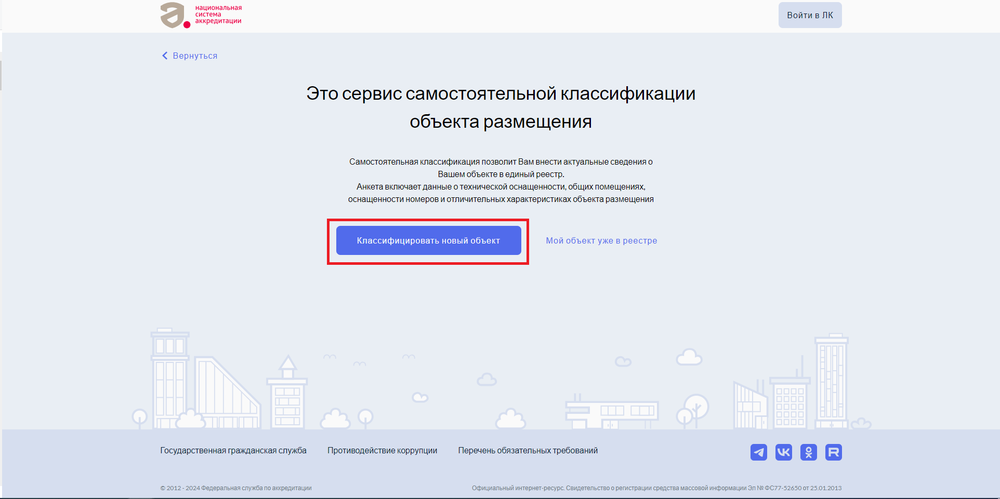 национальная
система
аккредитации
Войти в ЛК
Вернуться
Это сервис самостоятельной классификации
объекта размещения
Самостоятельная классификация позволит Вам внести актуальные сведения о
Вашем объекте в единый реестр.
Анкета включает данные о технической оснащенности, общих помещениях,
оснащенности номеров и отличительных характеристиках объекта размещения
Классифицировать новый объект
Мой объект уже в реестре
Государственная гражданская служба
Противодействие коррупции
Перечень обязательных требований
© 2012 - 2024 Федеральная служба по аккредитации
Официальный интернет-ресурс. Свидетельство о регистрации средства массовой информации Эл № ФС77-52650 от 25.01.2013